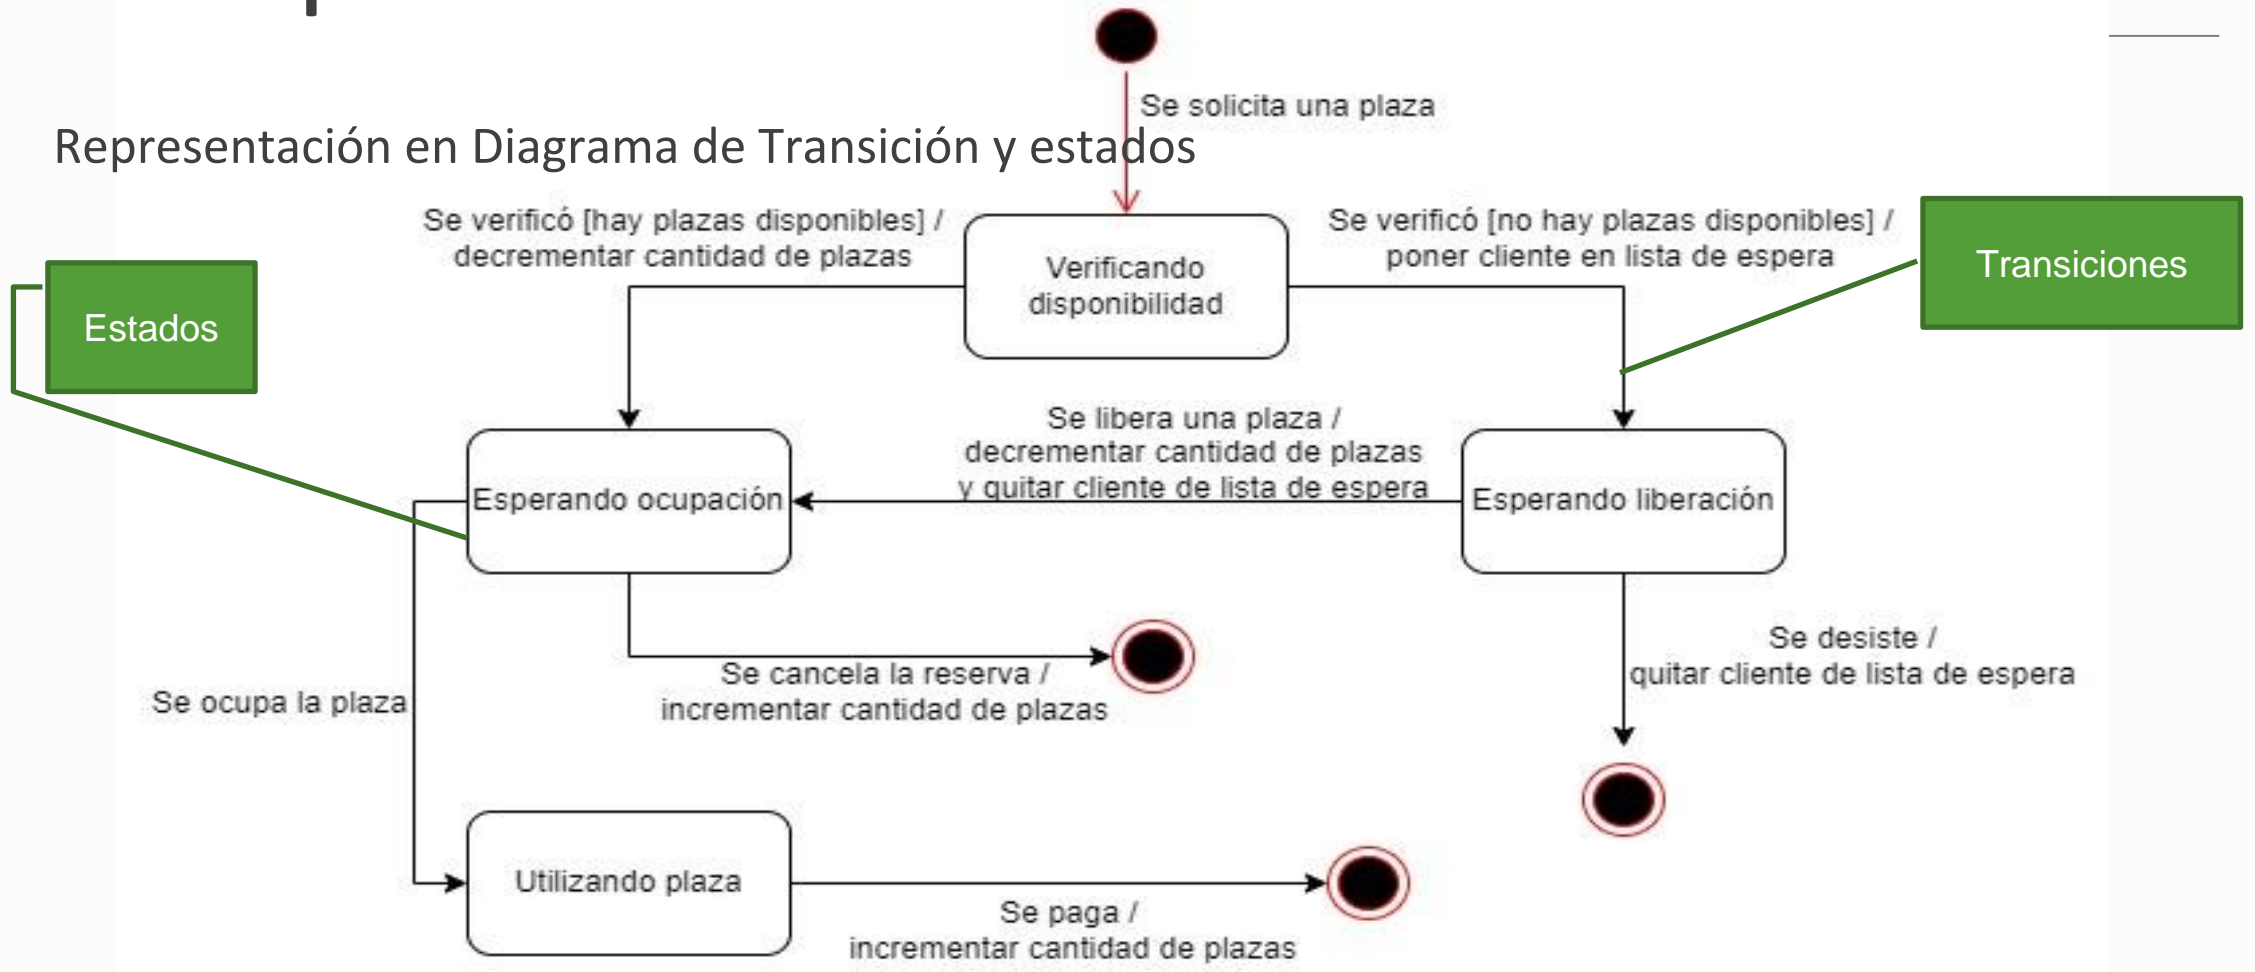 Se solicita una plaza
Representación en Diagrama de Transición y estados
Se verificó [hay plazas disponibles] /
decrementar cantidad de plazas
Se verificó [no hay plazas disponibles] /
poner cliente en lista de espera
Transiciones
Verificando
disponibilidad
Estados
Se libera una plaza /
decrementar cantidad de plazas
y quitar cliente de lista de espera
Esperando ocupación
Esperando liberación
Se desiste /
quitar cliente de lista de espera
Se cancela la reserva /
incrementar cantidad de plazas
Se ocupa la plaza
Utilizando plaza
Se paga /
incrementar cantidad de plazas